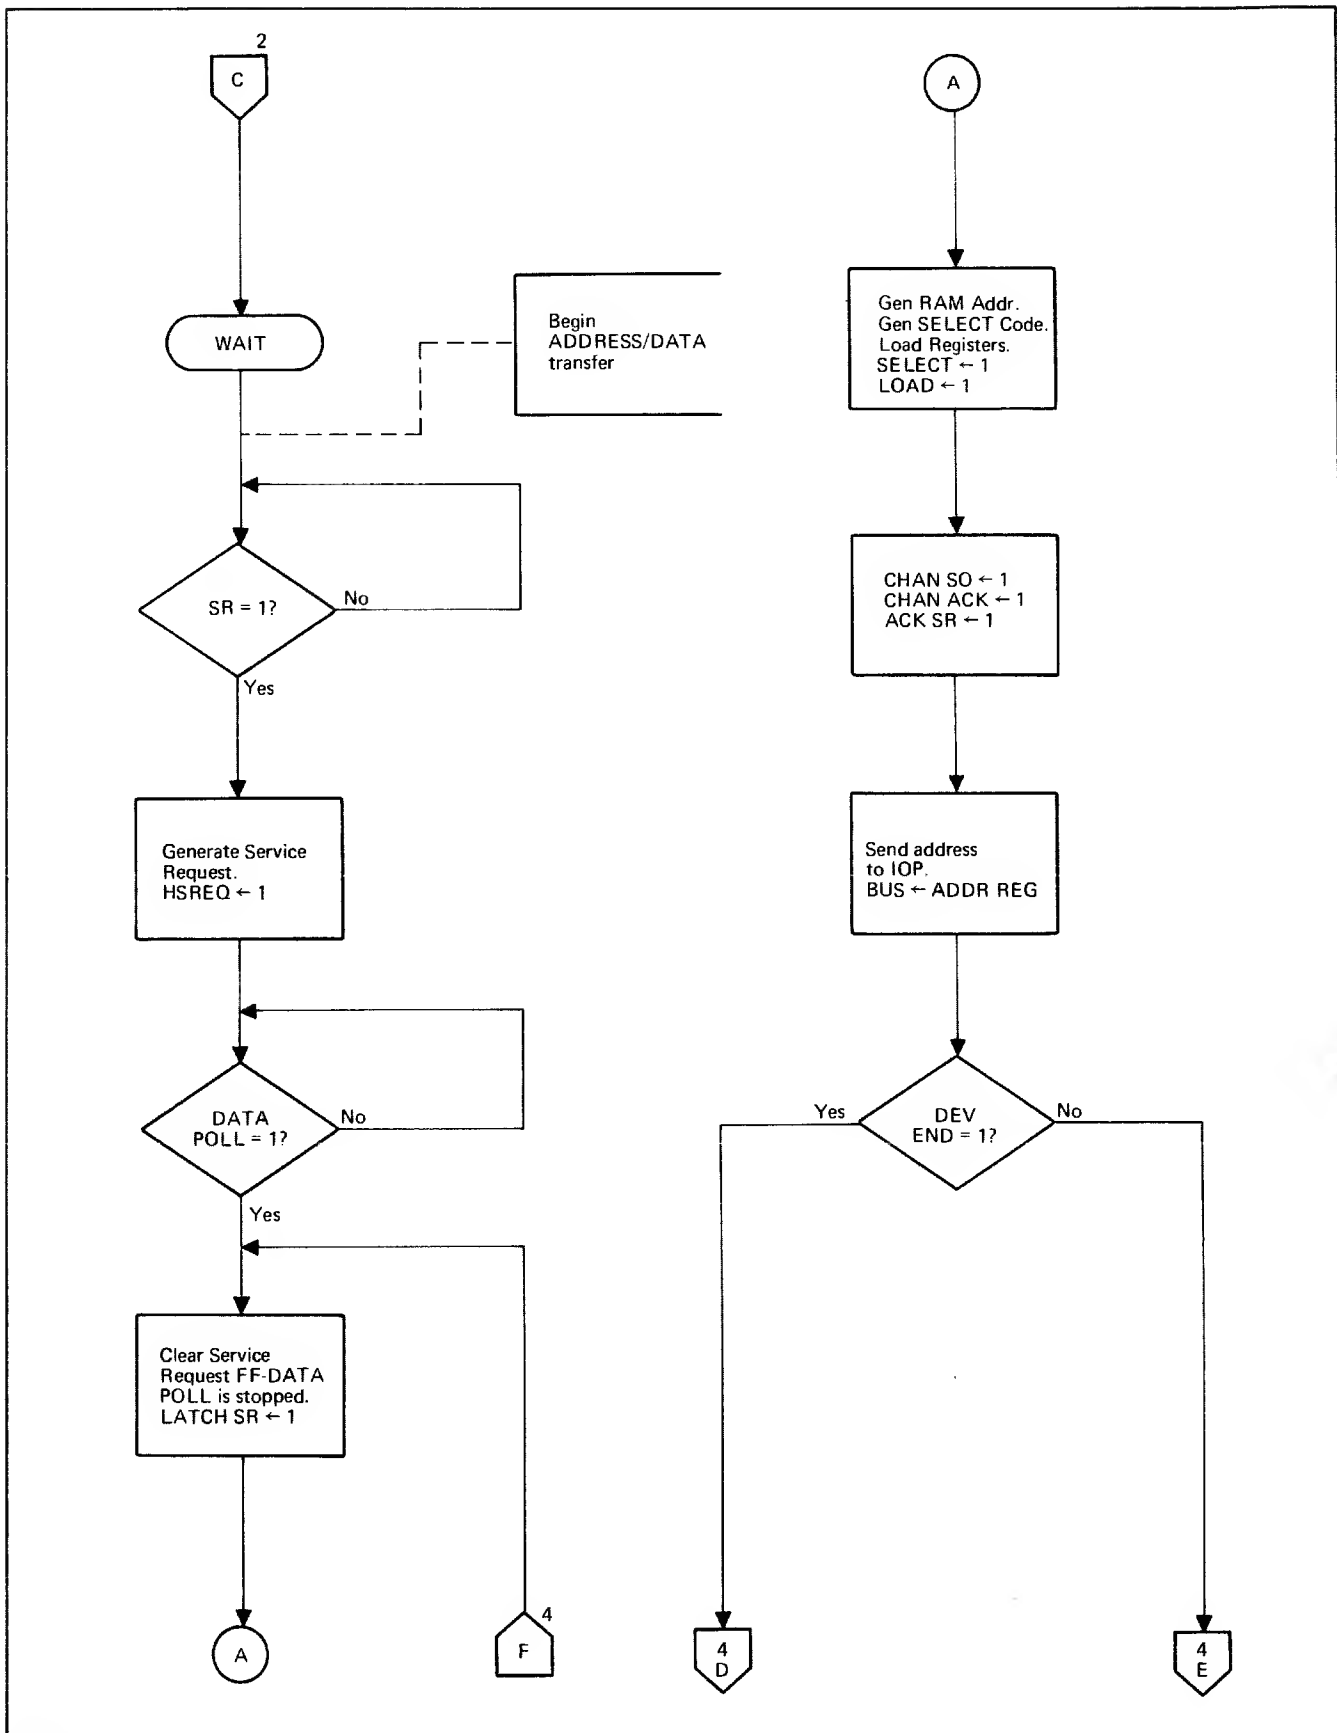 2
C
WAIT
Begin
ADDRESS/DATA
transfer
SR = 1?
No
Yes
Generate Service
Request.
HSREQ ← 1
DATA
POLL = 1?
No
Yes
Clear Service
Request FF-DATA
POLL is stopped.
LATCH SR ← 1
A
4
F
A
Gen RAM Addr.
Gen SELECT Code.
Load Registers.
SELECT ← 1
LOAD ← 1
CHAN SO ← 1
CHAN ACK ← 1
ACK SR ← 1
Send address
to IOP.
BUS ← ADDR REG
DEV
END = 1?
Yes
No
4
D
4
E